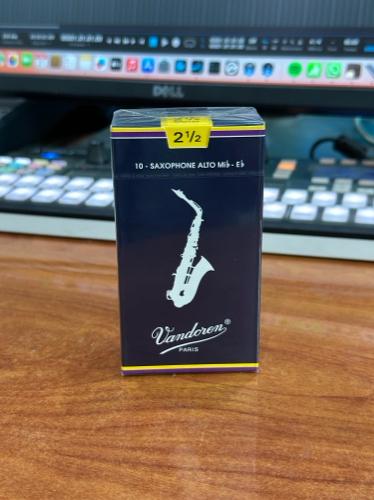 DELL
2½
10 - SAXOPHONE ALTO Mi♭ - E♭
Vandoren®
PARIS